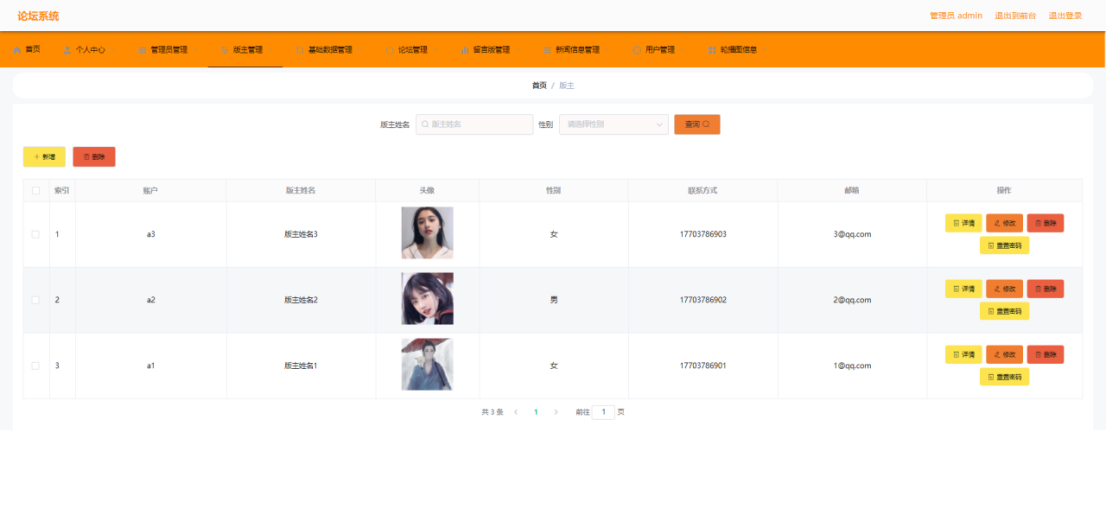 论坛系统
管理员 admin 退出到前台 退出登录
首页 个人中心 管理员管理 版主管理 基础数据管理 论坛管理 留言版管理 新闻信息管理 用户管理 轮播图信息
首页 / 版主
版主姓名 版主姓名 性别 请选择性别 查询
+ 新增 删除
索引 账户 版主姓名 头像 性别 联系方式 邮箱 操作
1 a3 版主姓名3 女 17703786903 3@qq.com 详情 修改 删除
重置密码
2 a2 版主姓名2 男 17703786902 2@qq.com 详情 修改 删除
重置密码
3 a1 版主姓名1 女 17703786901 1@qq.com 详情 修改 删除
重置密码
共 3 条 < 1 > 前往 1 页